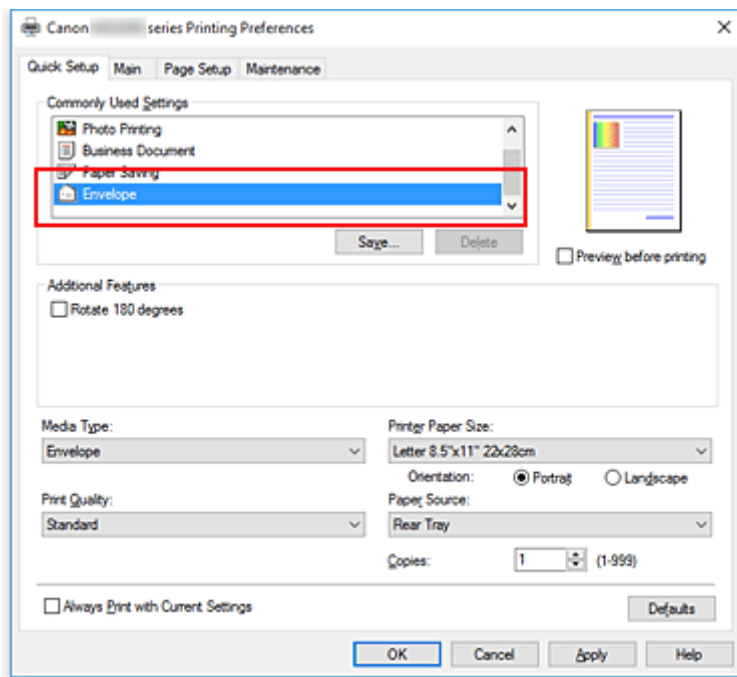 Canon series Printing Preferences
Quick Setup Main Page Setup Maintenance
Commonly Used Settings
Photo Printing
Business Document
Paper Saving
Envelope
Save... Delete
Preview before printing
Additional Features
Rotate 180 degrees
Media Type: Printer Paper Size:
Envelope Letter 8.5"x11" 22x28cm
Orientation: Portrait Landscape
Print Quality: Paper Source:
Standard Rear Tray
Copies: 1 (1-999)
Always Print with Current Settings Defaults
OK Cancel Apply Help